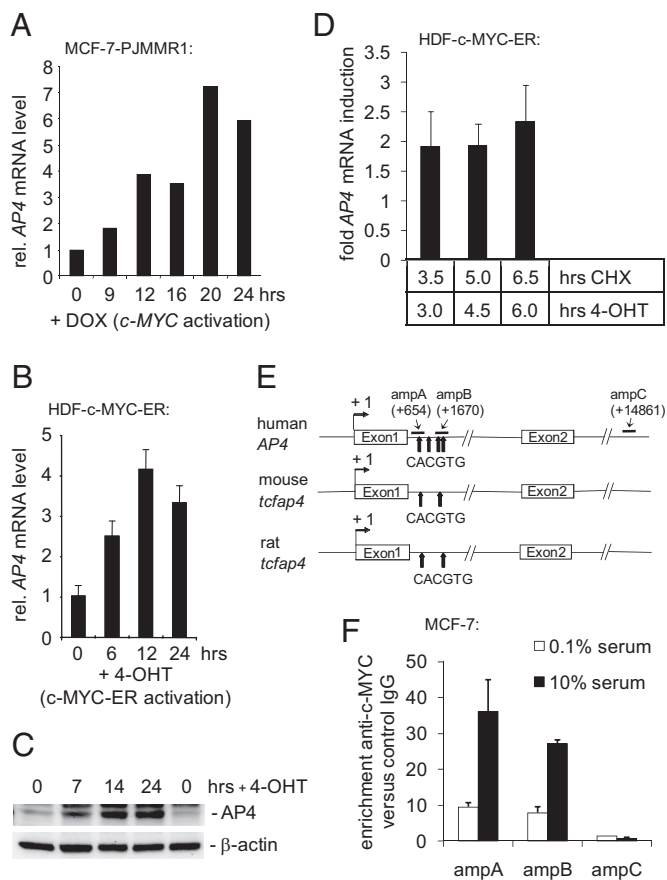 A
MCF-7-PJMMR1:
rel. AP4 mRNA level
8
7
6
5
4
3
2
1
0
0 9 12 16 20 24 hrs
+ DOX (c-MYC activation)
B
HDF-c-MYC-ER:
rel. AP4 mRNA level
5
4
3
2
1
0
0 6 12 24 hrs
+ 4-OHT
(c-MYC-ER activation)
C
0 7 14 24 0 hrs + 4-OHT
- AP4
- β-actin
D
HDF-c-MYC-ER:
fold AP4 mRNA induction
3.5
3
2.5
2
1.5
1
0.5
0
3.5 5.0 6.5 hrs CHX
3.0 4.5 6.0 hrs 4-OHT
E
ampA ampB ampC
(+654) (+1670) (+14861)
+ 1
human
AP4
Exon1 // Exon2 //
CACGTG
+ 1
mouse
tcfap4
Exon1 // Exon2 //
CACGTG
+ 1
rat
tcfap4
Exon1 // Exon2 //
CACGTG
F
MCF-7:
0.1% serum
10% serum
enrichment anti-c-MYC
versus control IgG
50
40
30
20
10
0
ampA ampB ampC